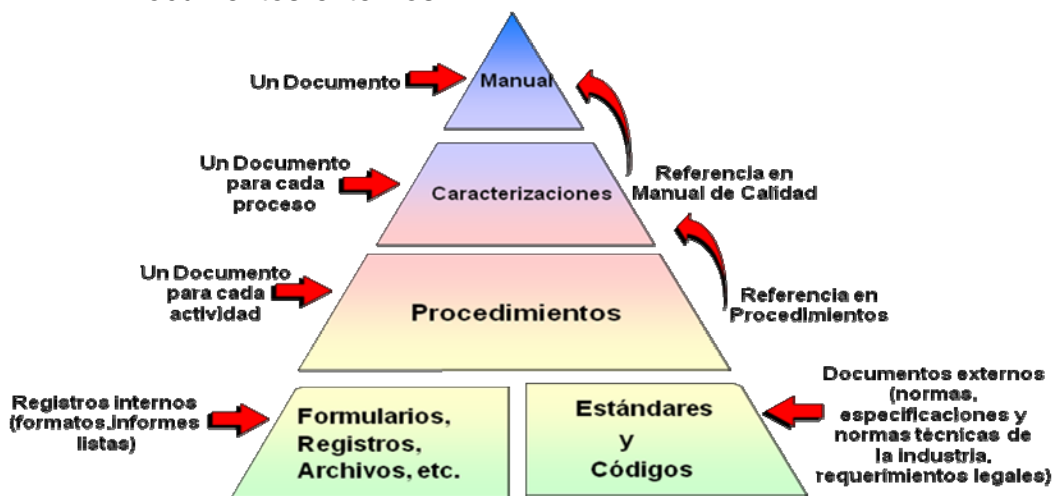 Un Documento
Manual
Un Documento
para cada
proceso
Caracterizaciones
Referencia en
Manual de Calidad
Un Documento
para cada
actividad
Procedimientos
Referencia en
Procedimientos
Registros internos
(formatos,informes
listas)
Formularios,
Registros,
Archivos, etc.
Estándares
y
Códigos
Documentos externos
(normas,
especificaciones y
normas técnicas de
la industria,
requerimientos legales)